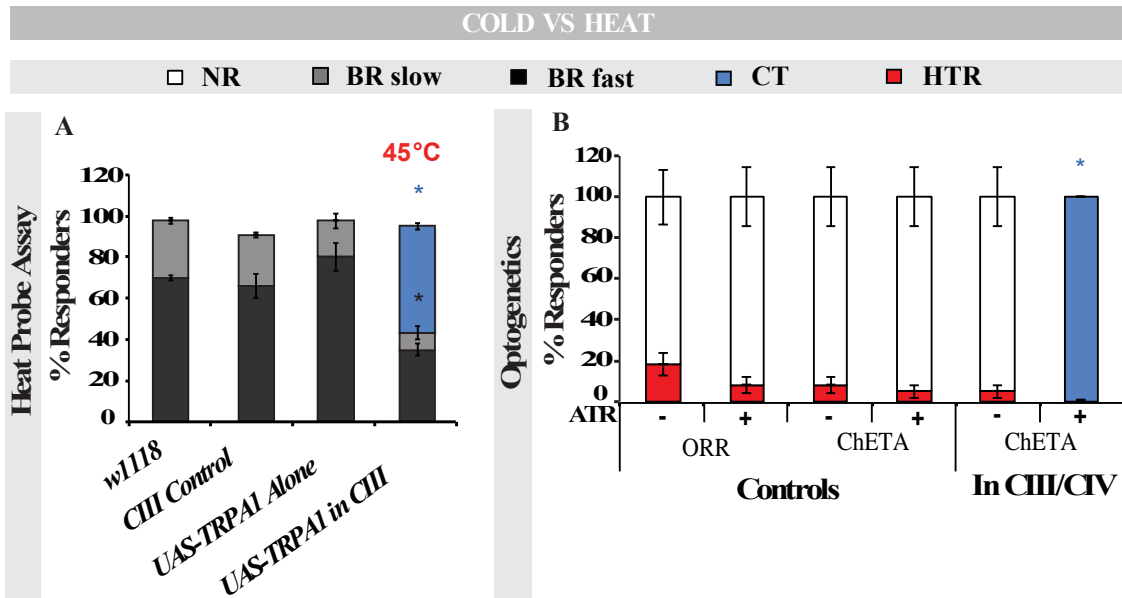 COLD VS HEAT
NR BR slow BR fast CT HTR
Heat Probe Assay
A
45°C
% Responders
120
100
80
60
40
20
0
*
*
w1118
CIII Control
UAS-TRPA1 Alone
UAS-TRPA1 in CIII
Optogenetics
B
% Responders
120
100
80
60
40
20
0
*
ATR - + - + - +
ORR ChETA ChETA
Controls In CIII/CIV